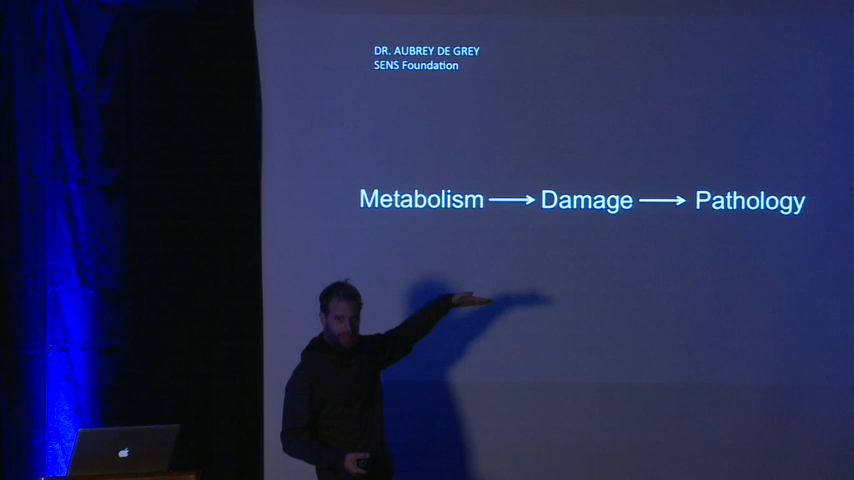 DR. AUBREY DE GREY
SENS Foundation
Metabolism → Damage → Pathology